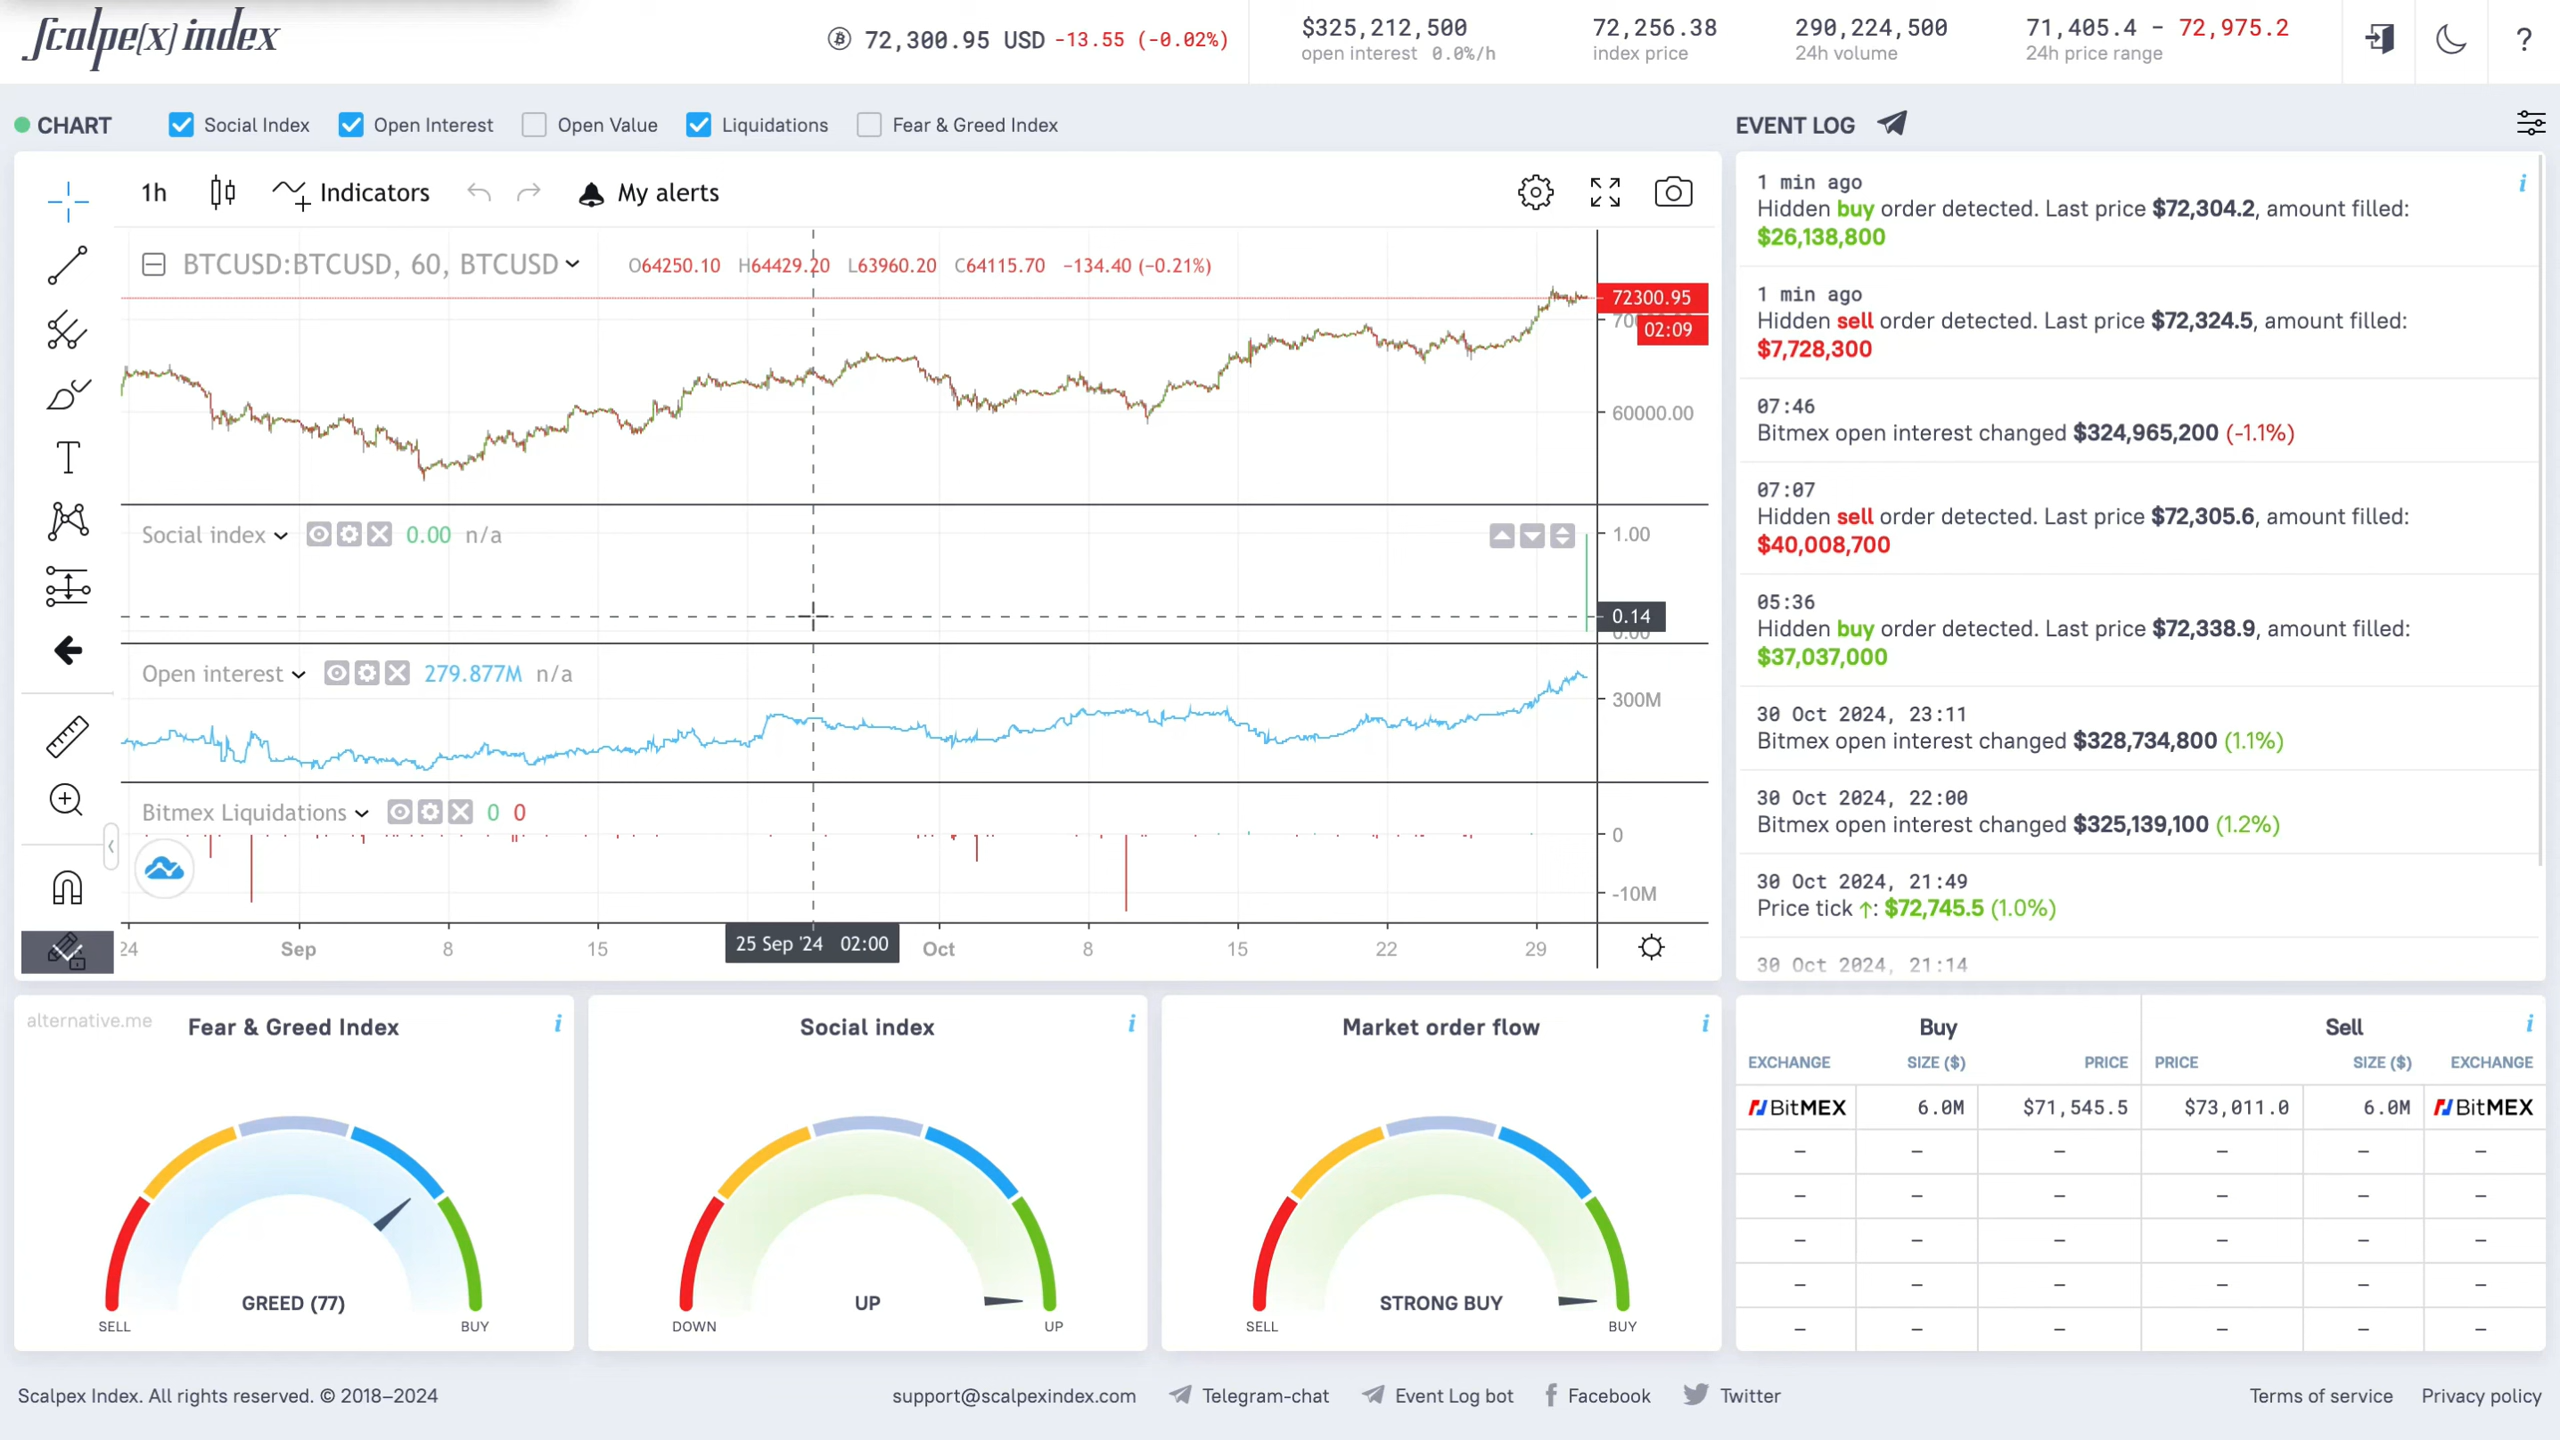 Scalpe(x) index
72,300.95 USD -13.55 (-0.02%)
$325,212,500
open interest 0.0%/h
72,256.38
index price
290,224,500
24h volume
71,405.4 - 72,975.2
24h price range
?
CHART
Social Index
Open Interest
Open Value
Liquidations
Fear & Greed Index
1h
Indicators
My alerts
BTCUSD:BTCUSD, 60, BTCUSD
O64250.10 H64429.20 L63960.20 C64115.70 −134.40 (−0.21%)
72300.95
02:09
60000.00
Social index 0.00 n/a
1.00
0.14
0.00
Open interest 279.877M n/a
300M
Bitmex Liquidations 0 0
0
-10M
24 Sep 8 15 25 Sep '24 02:00 Oct 8 15 22 29
EVENT LOG
1 min ago
Hidden buy order detected. Last price $72,304.2, amount filled:
$26,138,800
1 min ago
Hidden sell order detected. Last price $72,324.5, amount filled:
$7,728,300
07:46
Bitmex open interest changed $324,965,200 (-1.1%)
07:07
Hidden sell order detected. Last price $72,305.6, amount filled:
$40,008,700
05:36
Hidden buy order detected. Last price $72,338.9, amount filled:
$37,037,000
30 Oct 2024, 23:11
Bitmex open interest changed $328,734,800 (1.1%)
30 Oct 2024, 22:00
Bitmex open interest changed $325,139,100 (1.2%)
30 Oct 2024, 21:49
Price tick ↑: $72,745.5 (1.0%)
30 Oct 2024, 21:14
alternative.me
Fear & Greed Index
GREED (77)
SELL BUY
Social index
UP
DOWN UP
Market order flow
STRONG BUY
SELL BUY
Buy Sell
EXCHANGE SIZE ($) PRICE PRICE SIZE ($) EXCHANGE
BitMEX 6.0M $71,545.5 $73,011.0 6.0M BitMEX
– – – – – –
– – – – – –
– – – – – –
– – – – – –
– – – – – –
Scalpex Index. All rights reserved. © 2018–2024
support@scalpexindex.com
Telegram-chat
Event Log bot
Facebook
Twitter
Terms of service
Privacy policy